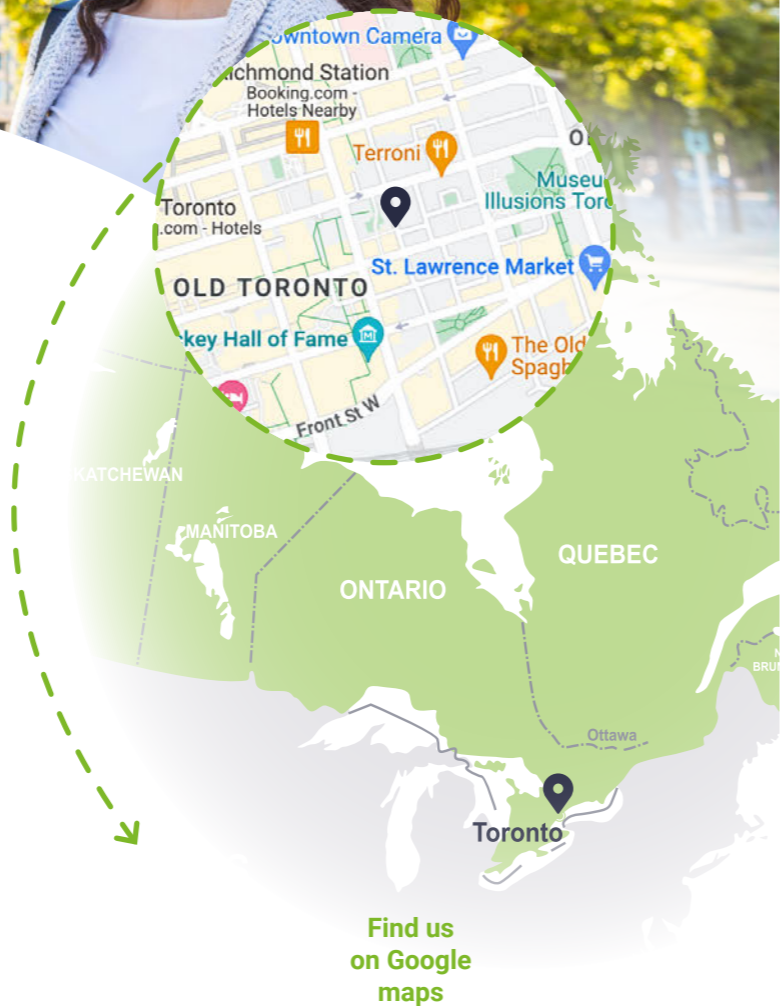 owntown Camera
ichmond Station
Booking.com -
Hotels Nearby
Terroni
O
Museu
Illusions Toro
Toronto
.com - Hotels
St. Lawrence Market
OLD TORONTO
key Hall of Fame
The Old
Spagh
Front St W
KATCHEWAN
MANITOBA
ONTARIO
QUEBEC
N
BRUN
Ottawa
Toronto
Find us
on Google
maps